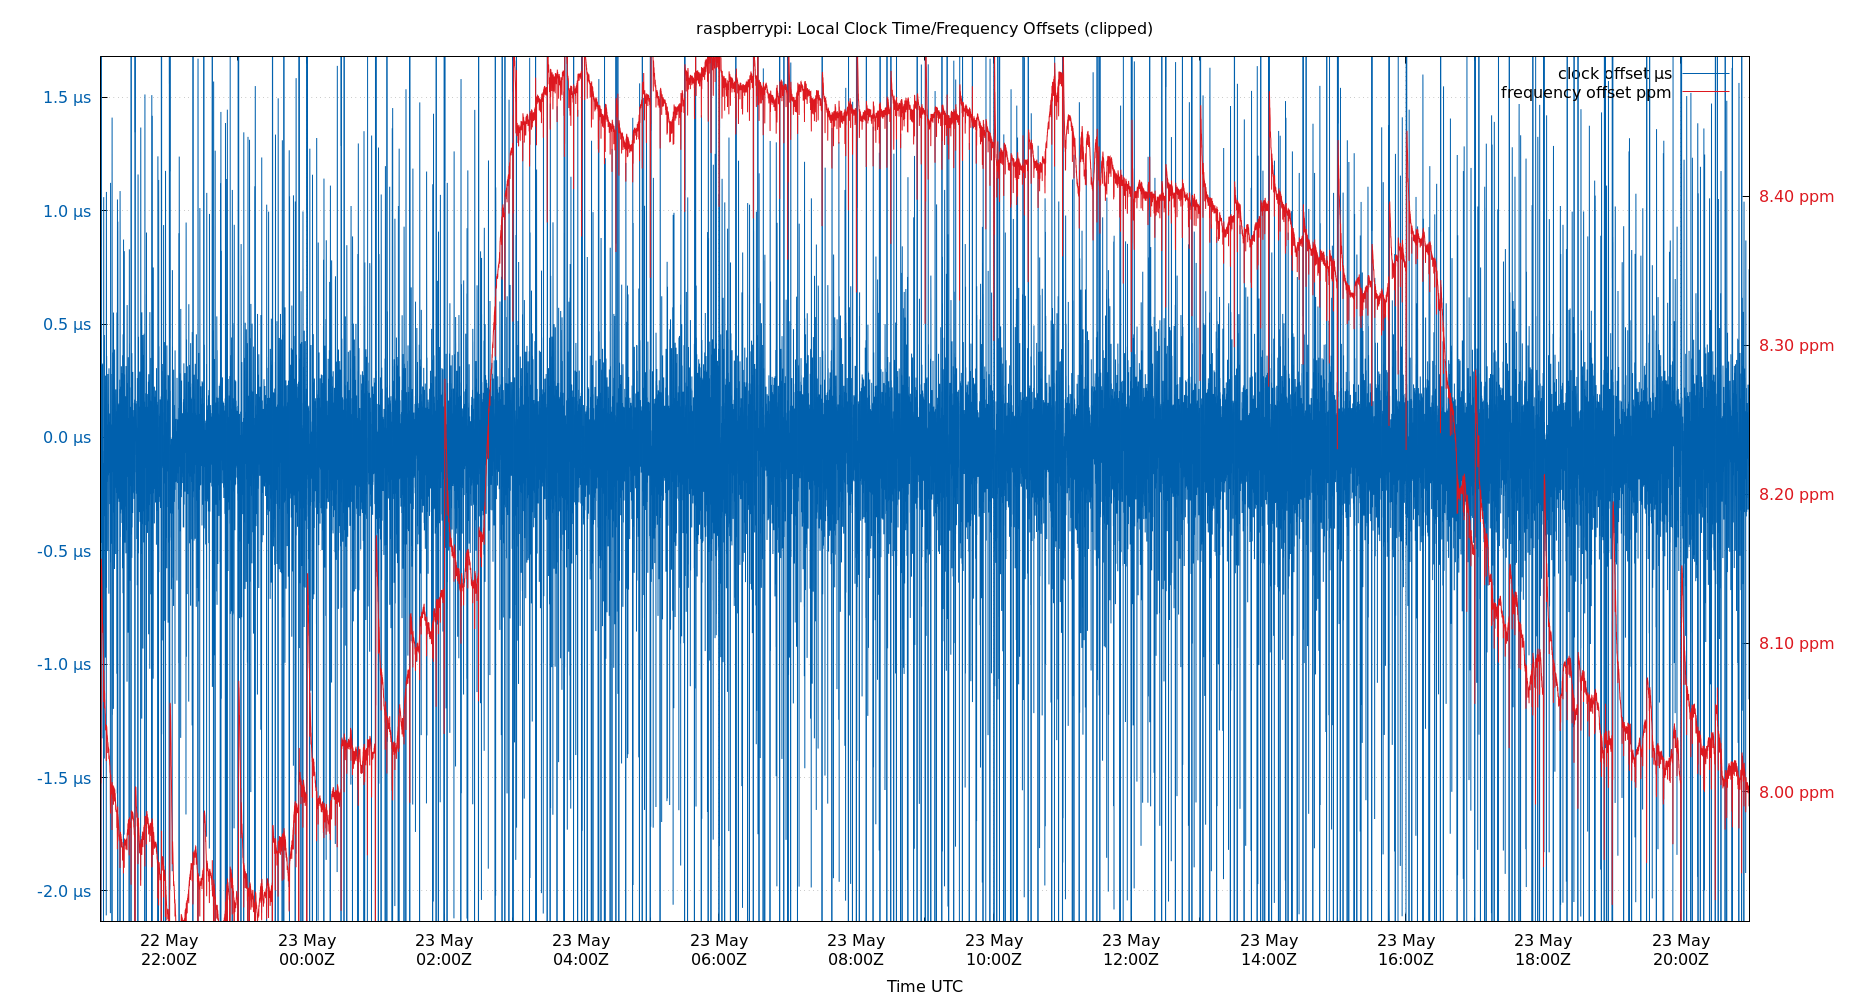 raspberrypi: Local Clock Time/Frequency Offsets (clipped)
clock offset µs
frequency offset ppm
1.5 µs
1.0 µs
0.5 µs
0.0 µs
-0.5 µs
-1.0 µs
-1.5 µs
-2.0 µs
8.40 ppm
8.30 ppm
8.20 ppm
8.10 ppm
8.00 ppm
22 May 23 May 23 May 23 May 23 May 23 May 23 May 23 May 23 May 23 May 23 May 23 May
22:00Z 00:00Z 02:00Z 04:00Z 06:00Z 08:00Z 10:00Z 12:00Z 14:00Z 16:00Z 18:00Z 20:00Z
Time UTC